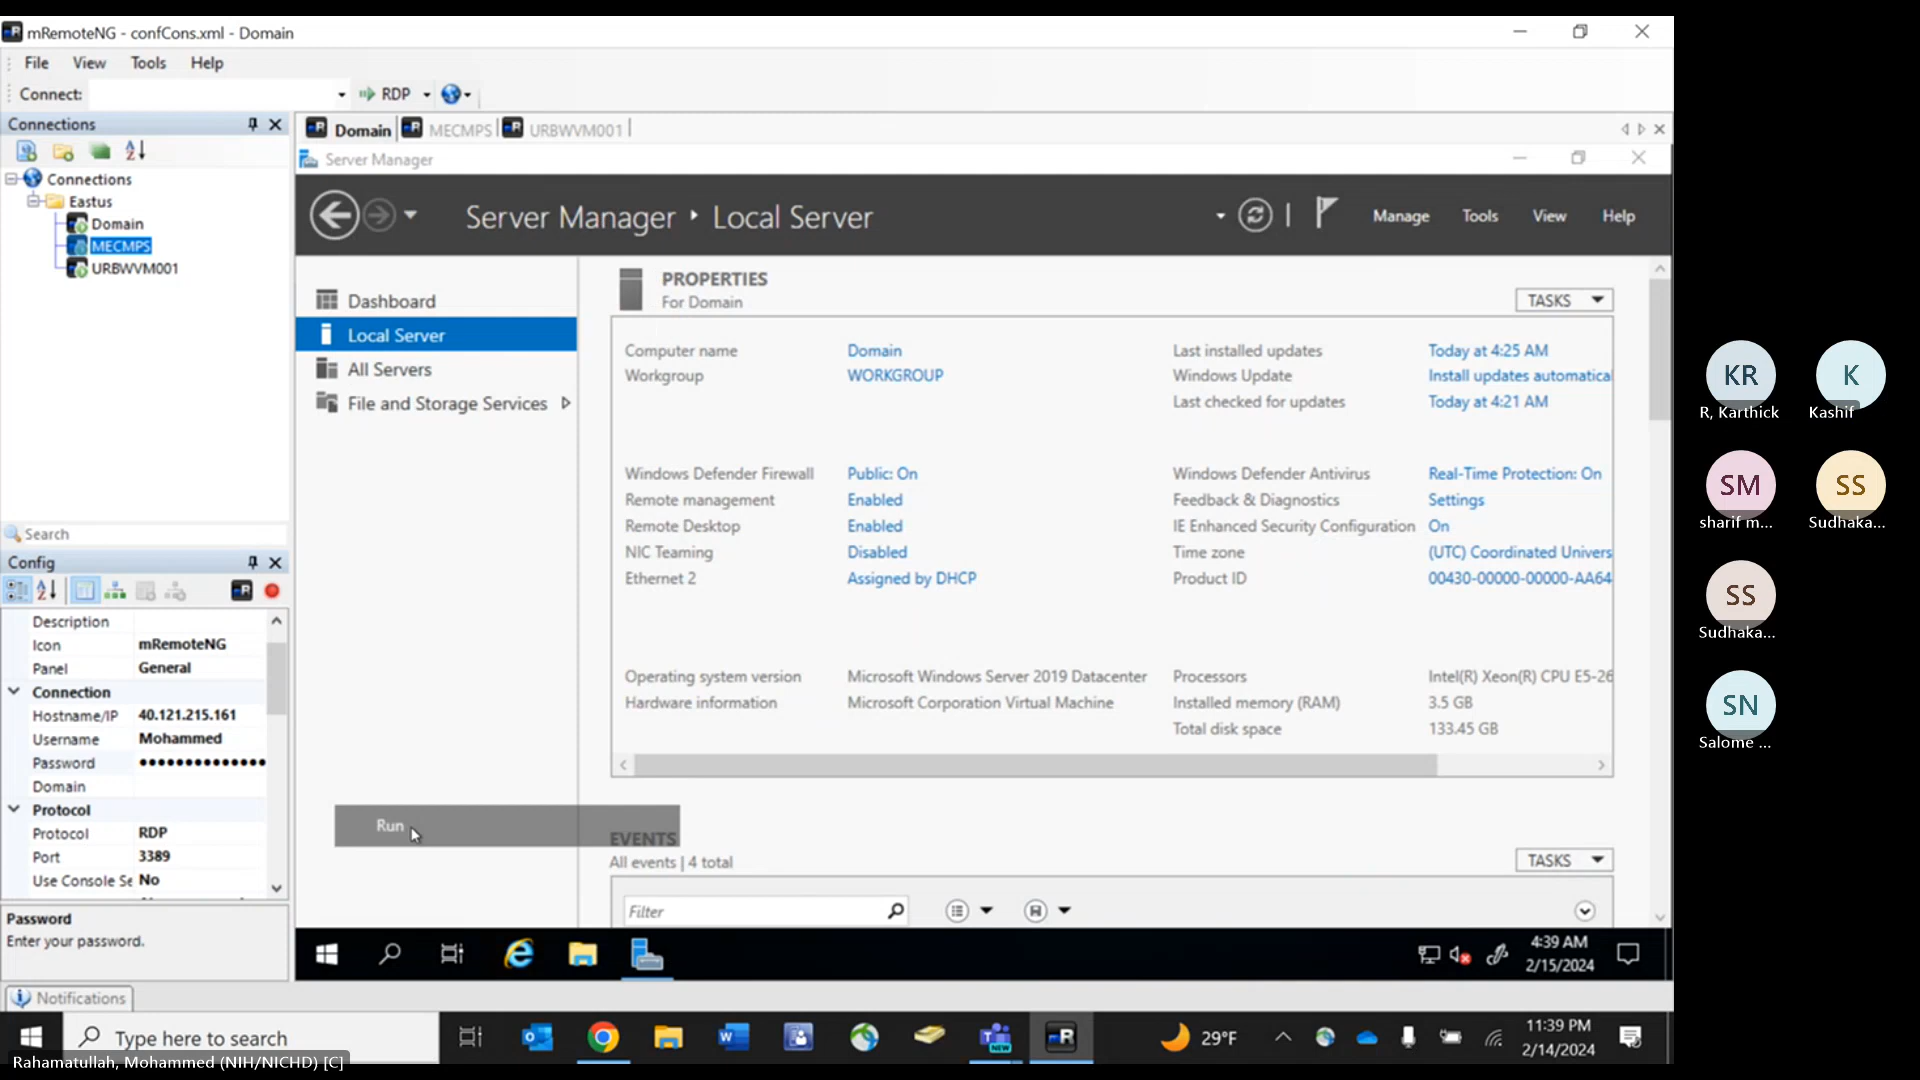 mRemoteNG - confCons.xml - Domain
File View Tools Help
Connect: RDP
Connections
Connections
Eastus
Domain
MECMPS
URBWVM001
Search
Config
Description
Icon mRemoteNG
Panel General
Connection
Hostname/IP 40.121.215.161
Username Mohammed
Password ●●●●●●●●●●●●●●
Domain
Protocol
Protocol RDP
Port 3389
Use Console Se No
Password
Enter your password.
Notifications
Domain MECMPS URBWVM001
Server Manager
Server Manager ‣ Local Server
Manage Tools View Help
Dashboard
Local Server
All Servers
File and Storage Services
PROPERTIES
For Domain
TASKS
Computer name Domain
Workgroup WORKGROUP
Last installed updates Today at 4:25 AM
Windows Update Install updates automatica
Last checked for updates Today at 4:21 AM
Windows Defender Firewall Public: On
Remote management Enabled
Remote Desktop Enabled
NIC Teaming Disabled
Ethernet 2 Assigned by DHCP
Windows Defender Antivirus Real-Time Protection: On
Feedback & Diagnostics Settings
IE Enhanced Security Configuration On
Time zone (UTC) Coordinated Univers
Product ID 00430-00000-00000-AA64
Operating system version Microsoft Windows Server 2019 Datacenter
Hardware information Microsoft Corporation Virtual Machine
Processors Intel(R) Xeon(R) CPU E5-26
Installed memory (RAM) 3.5 GB
Total disk space 133.45 GB
Run
EVENTS
All events | 4 total
TASKS
Filter
4:39 AM
2/15/2024
Type here to search
29°F
11:39 PM
2/14/2024
Rahamatullah, Mohammed (NIH/NICHD) [C]
KR
R, Karthick
K
Kashif
SM
sharif m...
SS
Sudhaka...
SS
Sudhaka...
SN
Salome ...